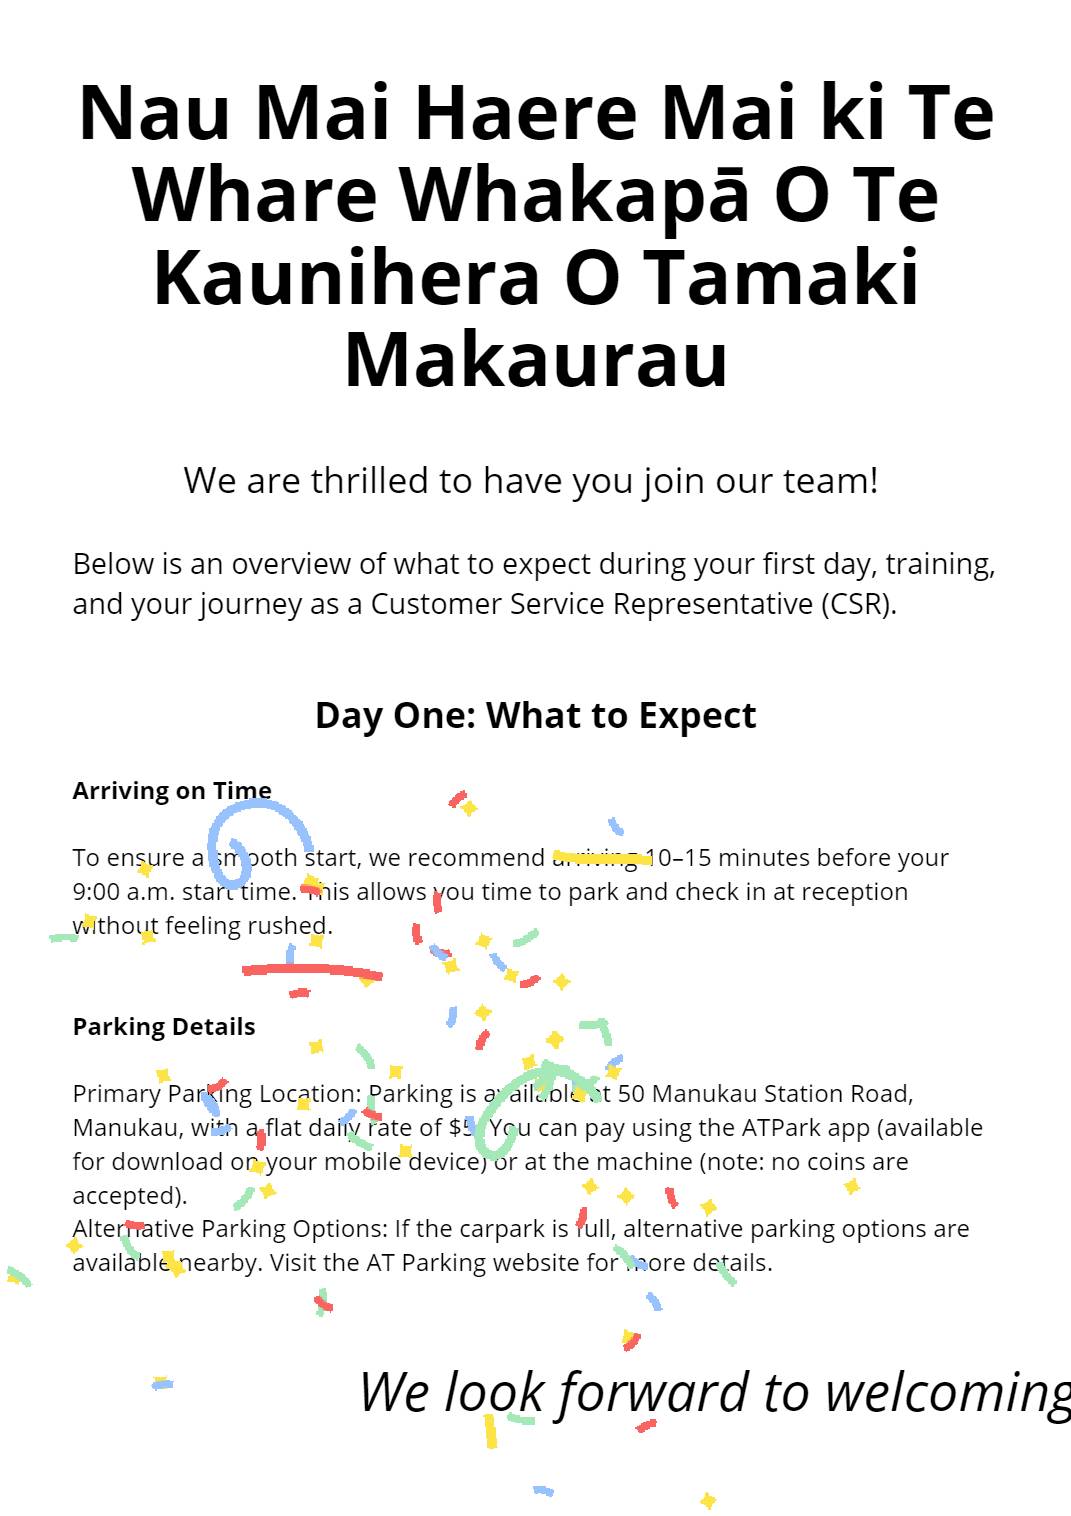 Nau Mai Haere Mai ki Te
Whare Whakapā O Te
Kaunihera O Tamaki
Makaurau
We are thrilled to have you join our team!
Below is an overview of what to expect during your first day, training,
and your journey as a Customer Service Representative (CSR).
Day One: What to Expect
Arriving on Time
To ensure a smooth start, we recommend arriving 10–15 minutes before your
9:00 a.m. start time. This allows you time to park and check in at reception
without feeling rushed.
Parking Details
Primary Parking Location: Parking is available at 50 Manukau Station Road,
Manukau, with a flat daily rate of $5. You can pay using the ATPark app (available
for download on your mobile device) or at the machine (note: no coins are
accepted).
Alternative Parking Options: If the carpark is full, alternative parking options are
available nearby. Visit the AT Parking website for more details.
We look forward to welcoming